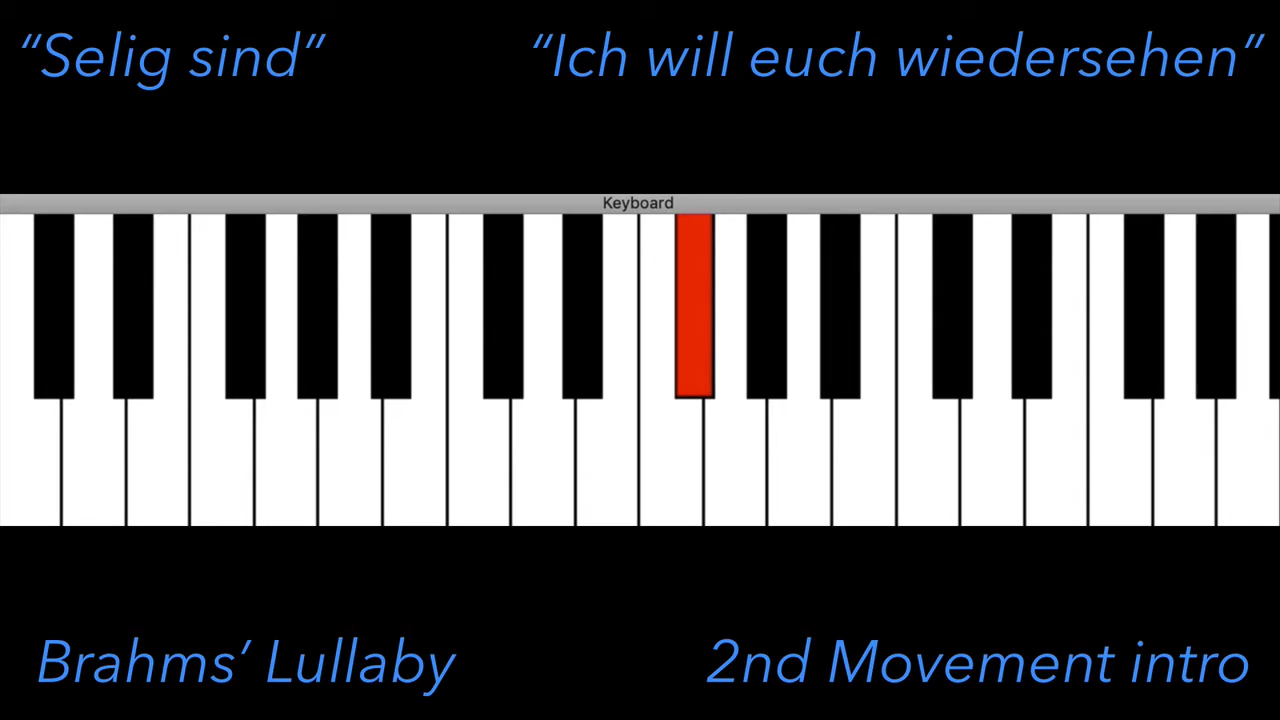 “Selig sind”
“Ich will euch wiedersehen”
Keyboard
Brahms’ Lullaby
2nd Movement intro